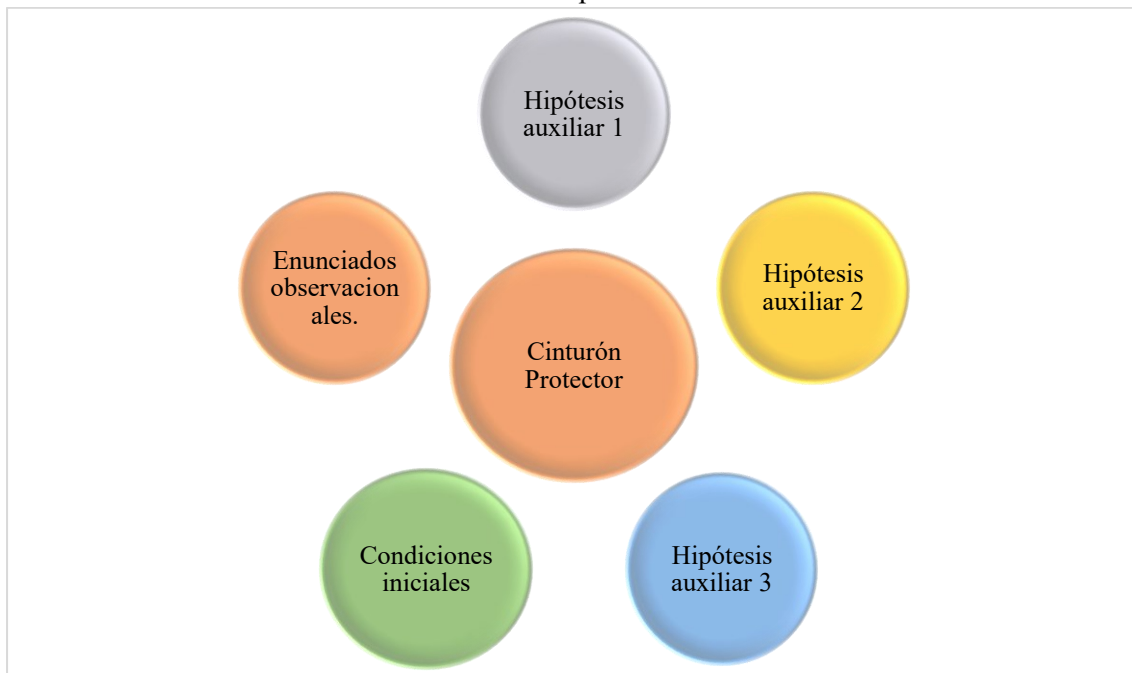 Hipótesis
auxiliar 1
Enunciados
observacion
ales.
Hipótesis
auxiliar 2
Cinturón
Protector
Condiciones
iniciales
Hipótesis
auxiliar 3